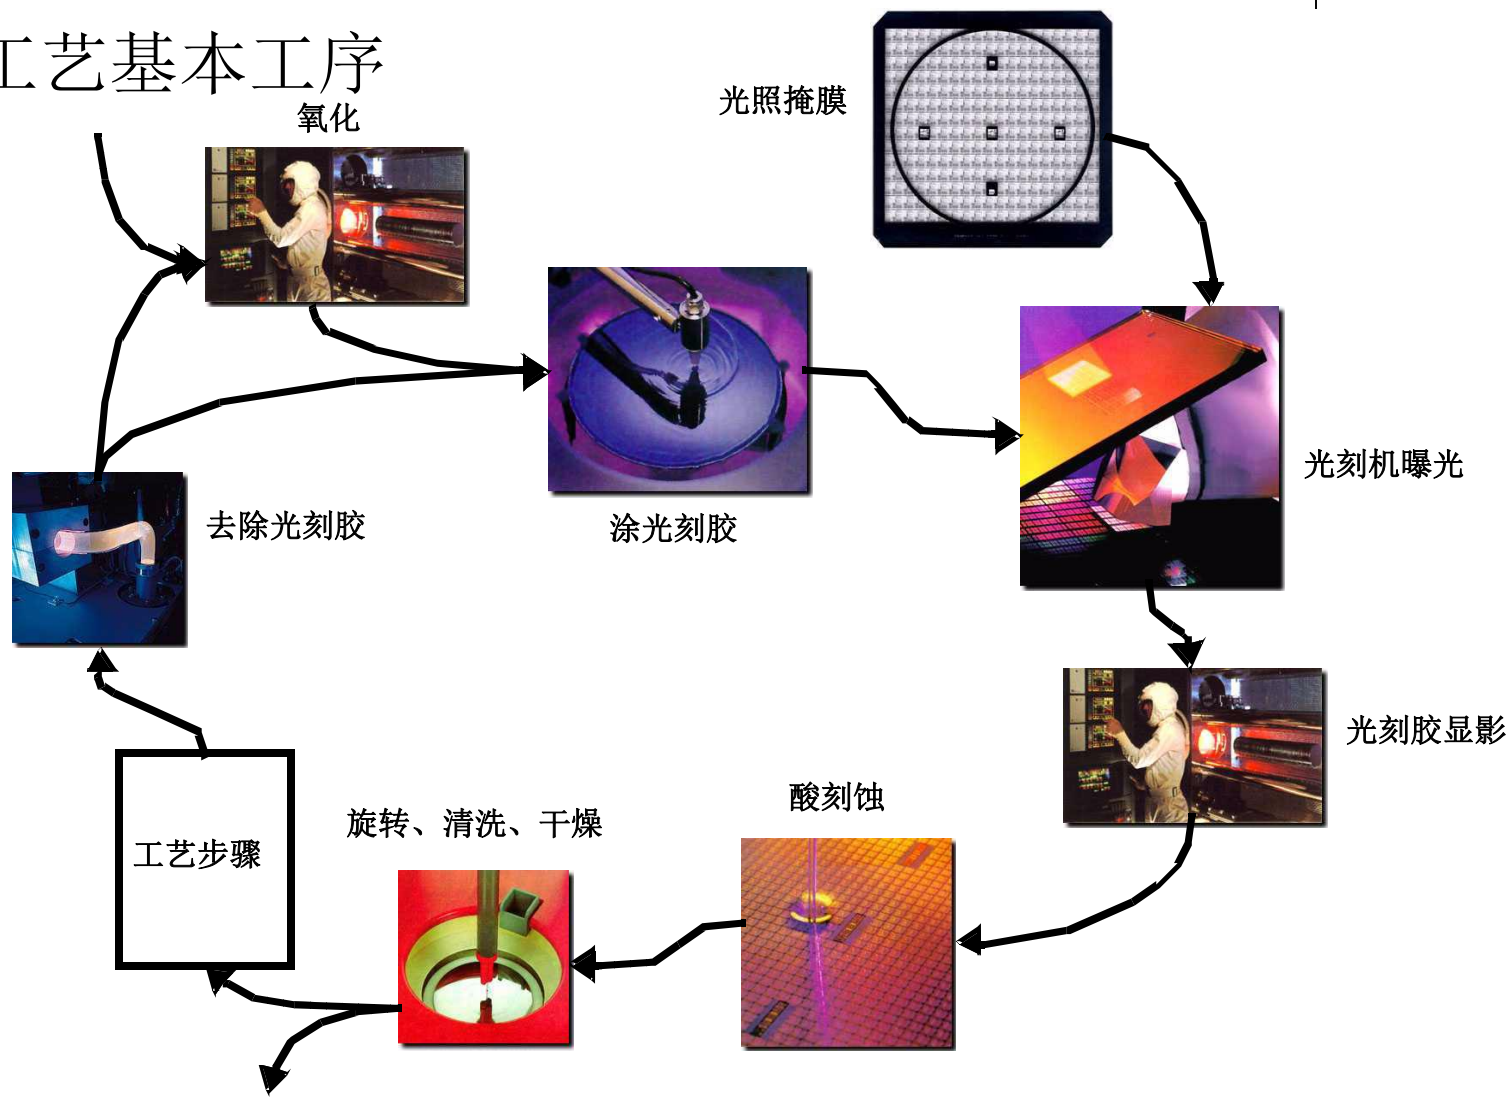 工艺基本工序
氧化
光照掩膜
光刻机曝光
去除光刻胶
涂光刻胶
光刻胶显影
酸刻蚀
旋转、清洗、干燥
工艺步骤